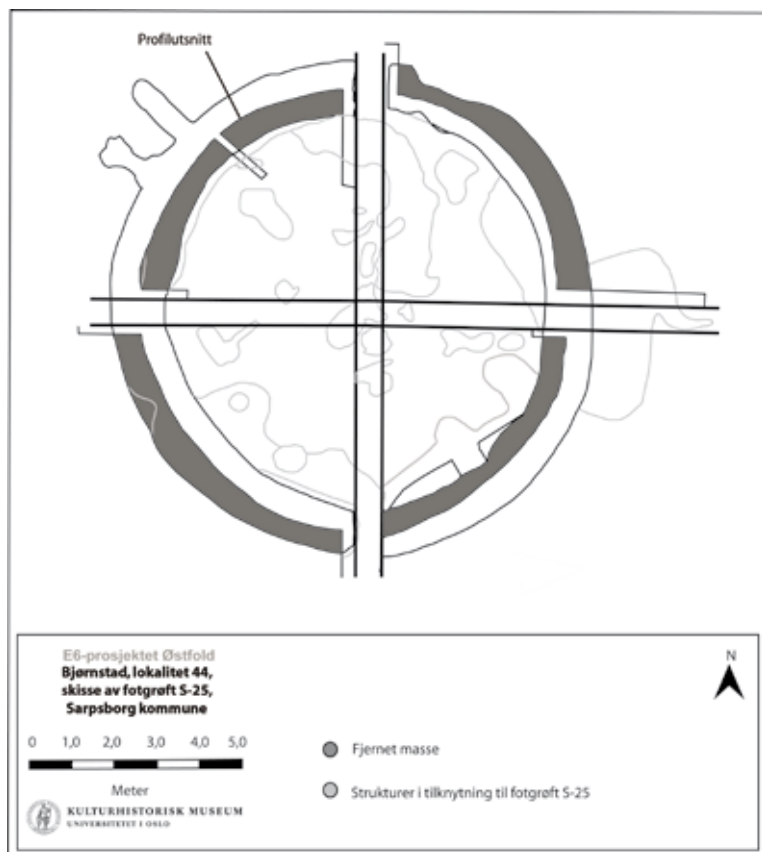 Profilutsnitt
E6-prosjektet Østfold
Bjørnstad, lokalitet 44,
skisse av fotgrøft S-25,
Sarpsborg kommune
N
0 1,0 2,0 3,0 4,0 5,0
Meter
Fjernet masse
Strukturer i tilknytning til fotgrøft S-25
KULTURHISTORISK MUSEUM
UNIVERSITETET I OSLO